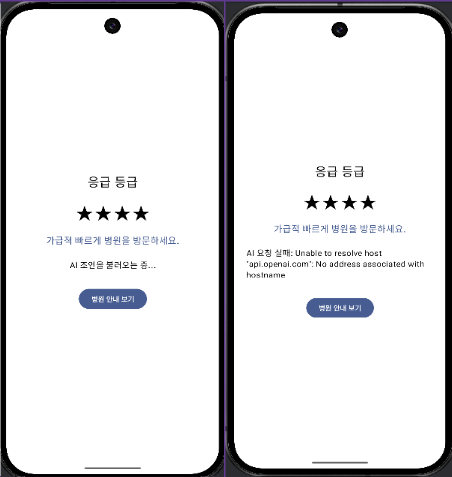 응급 등급
★★★★
가급적 빠르게 병원을 방문하세요.
AI 조언을 불러오는 중...
병원 안내 보기
응급 등급
★★★★
가급적 빠르게 병원을 방문하세요.
AI 요청 실패: Unable to resolve host
"api.openai.com": No address associated with
hostname
병원 안내 보기